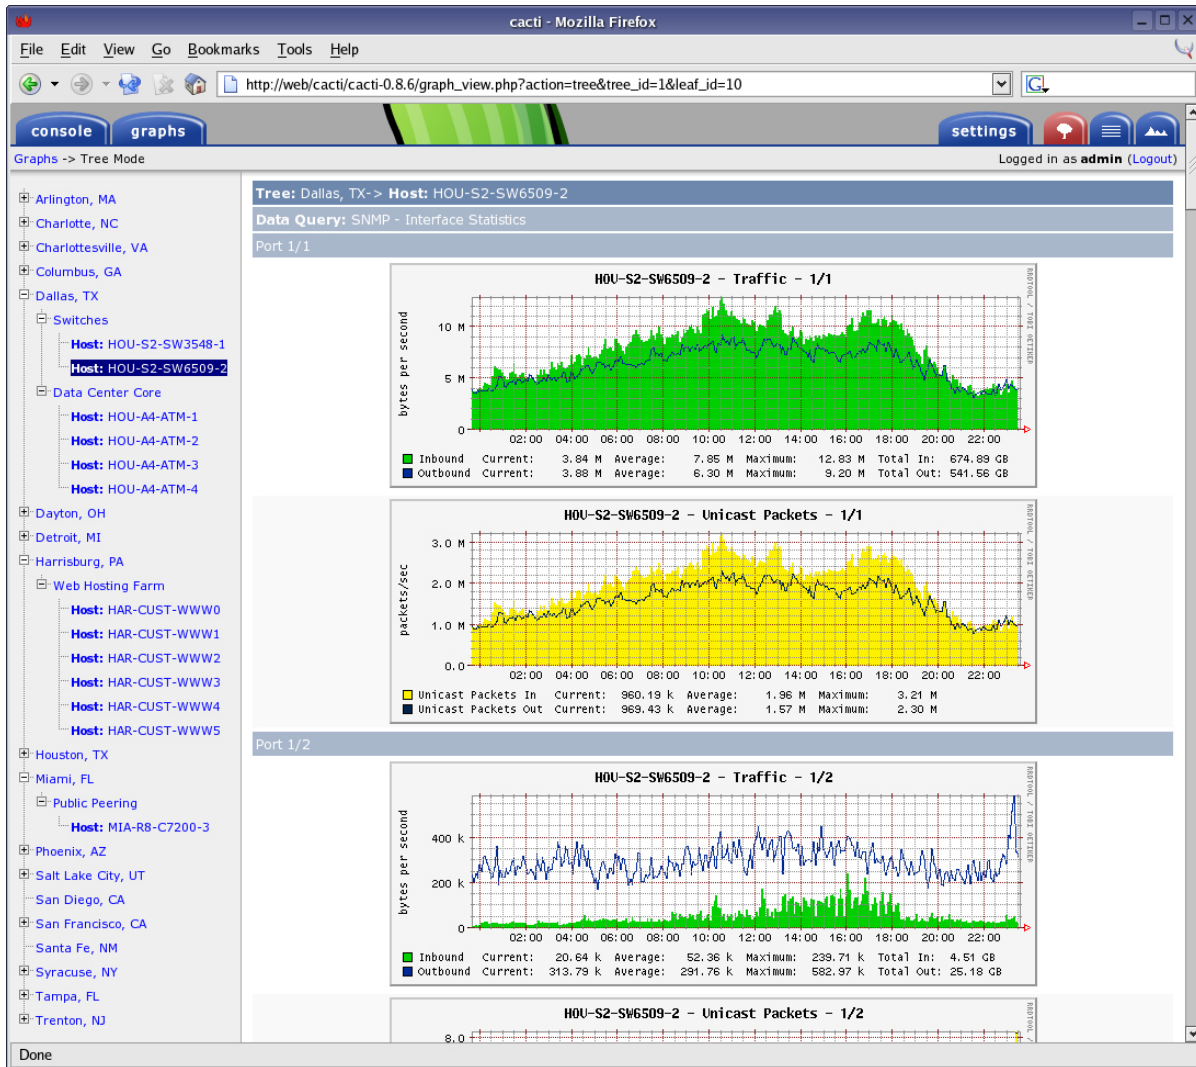 cacti - Mozilla Firefox
File Edit View Go Bookmarks Tools Help
http://web/cacti/cacti-0.8.6/graph_view.php?action=tree&tree_id=1&leaf_id=10
G
console graphs settings
Graphs -> Tree Mode
Logged in as admin (Logout)
Arlington, MA
Charlotte, NC
Charlottesville, VA
Columbus, GA
Dallas, TX
Switches
Host: HOU-S2-SW3548-1
Host: HOU-S2-SW6509-2
Data Center Core
Host: HOU-A4-ATM-1
Host: HOU-A4-ATM-2
Host: HOU-A4-ATM-3
Host: HOU-A4-ATM-4
Dayton, OH
Detroit, MI
Harrisburg, PA
Web Hosting Farm
Host: HAR-CUST-WWW0
Host: HAR-CUST-WWW1
Host: HAR-CUST-WWW2
Host: HAR-CUST-WWW3
Host: HAR-CUST-WWW4
Host: HAR-CUST-WWW5
Houston, TX
Miami, FL
Public Peering
Host: MIA-R8-C7200-3
Phoenix, AZ
Salt Lake City, UT
San Diego, CA
San Francisco, CA
Santa Fe, NM
Syracuse, NY
Tampa, FL
Trenton, NJ
Tree: Dallas, TX-> Host: HOU-S2-SW6509-2
Data Query: SNMP - Interface Statistics
Port 1/1
HOU-S2-SW6509-2 - Traffic - 1/1
RRDTOOL / TOBI OETIKER
bytes per second
10 M
5 M
0
02:00 04:00 06:00 08:00 10:00 12:00 14:00 16:00 18:00 20:00 22:00
Inbound Current: 3.84 M Average: 7.85 M Maximum: 12.83 M Total In: 674.89 GB
Outbound Current: 3.88 M Average: 6.30 M Maximum: 9.20 M Total Out: 541.56 GB
HOU-S2-SW6509-2 - Unicast Packets - 1/1
RRDTOOL / TOBI OETIKER
packets/sec
3.0 M
2.0 M
1.0 M
0.0
02:00 04:00 06:00 08:00 10:00 12:00 14:00 16:00 18:00 20:00 22:00
Unicast Packets In Current: 960.19 k Average: 1.96 M Maximum: 3.21 M
Unicast Packets Out Current: 969.43 k Average: 1.57 M Maximum: 2.30 M
Port 1/2
HOU-S2-SW6509-2 - Traffic - 1/2
RRDTOOL / TOBI OETIKER
bytes per second
400 k
200 k
0
02:00 04:00 06:00 08:00 10:00 12:00 14:00 16:00 18:00 20:00 22:00
Inbound Current: 20.64 k Average: 52.36 k Maximum: 239.71 k Total In: 4.51 GB
Outbound Current: 313.79 k Average: 291.76 k Maximum: 582.97 k Total Out: 25.18 GB
HOU-S2-SW6509-2 - Unicast Packets - 1/2
RRDTOOL
8.0
Done